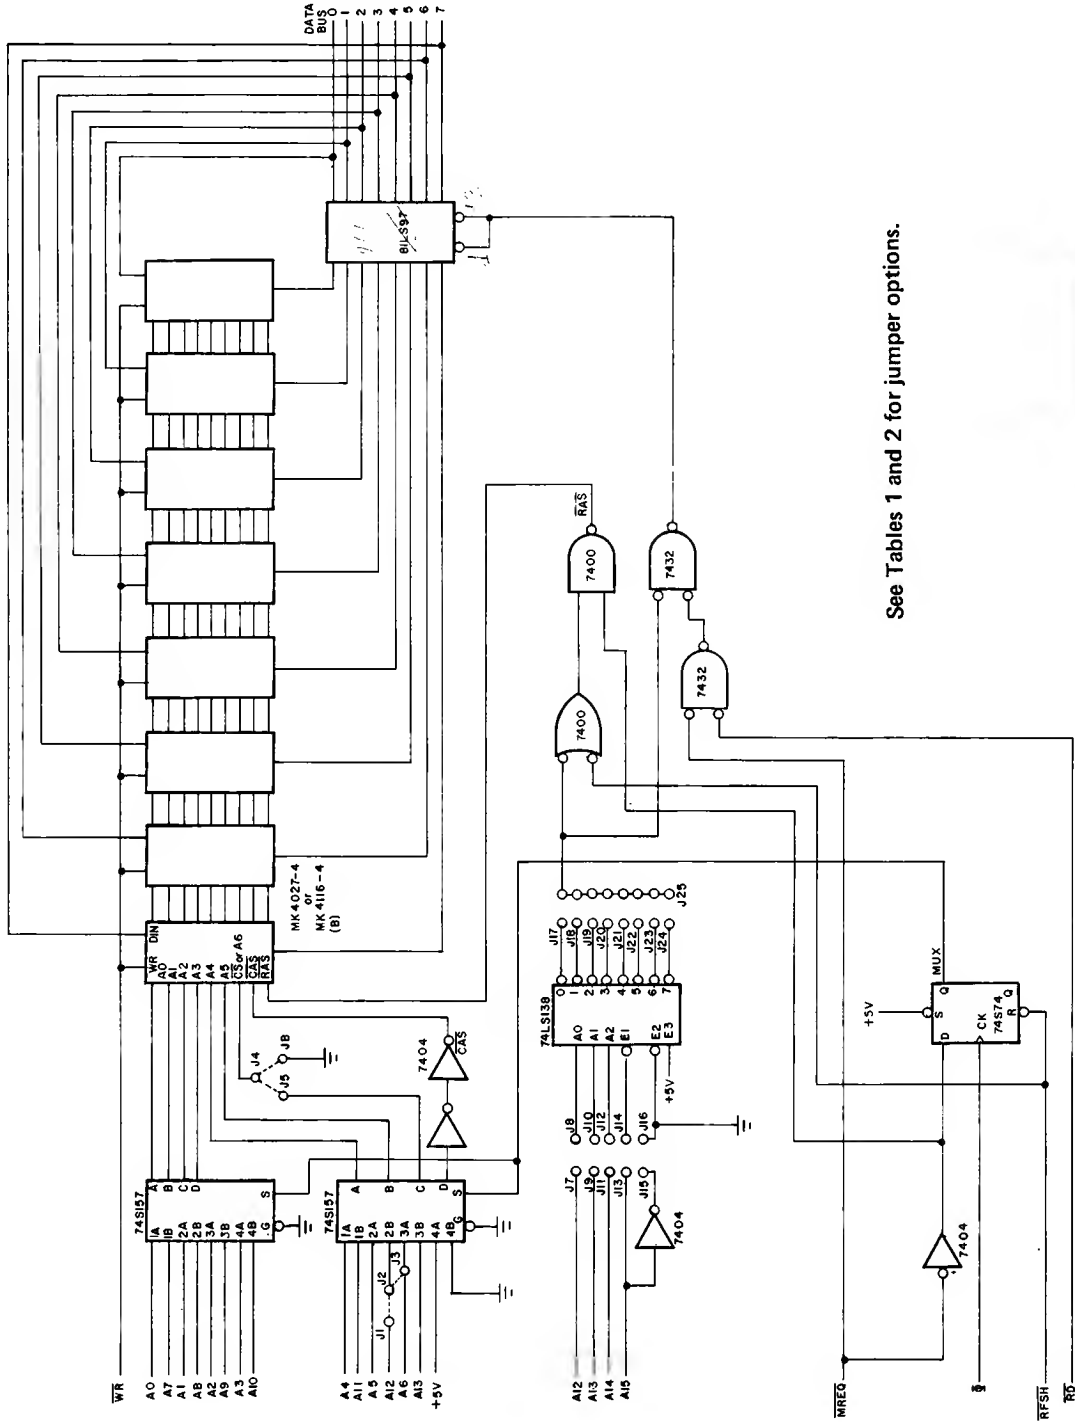 DATA
BUS
0
1
2
3
4
5
6
7
81LS97
MK4027-4
or
MK4116-4
(B)
WR
DIN
A0
A1
A2
A3
A4
A5
CS or A6
CAS
RAS
J4
J8
J5
7404
CAS
74S157
A
B
C
D
S
1A
1B
2A
2B
3A
3B
4A
4B
G
WR
A0
A7
A1
A8
A2
A9
A3
A10
74S157
A
B
C
D
S
1A
1B
2A
2B
3A
3B
4A
4B
G
J1
J2
J3
A4
A11
A5
A12
A6
A13
+5V
RAS
7400
7400
7432
7432
J25
J17
J18
J19
J20
J21
J22
J23
J24
74LS138
0
1
2
3
4
5
6
7
A0
A1
A2
E1
E2
E3
+5V
J8
J10
J12
J14
J16
J7
J9
J11
J13
J15
7404
A12
A13
A14
A15
MUX
+5V
S
D
Q
CK
74S74
R
Q
7404
MREQ
Φ
RFSH
RD
See Tables 1 and 2 for jumper options.